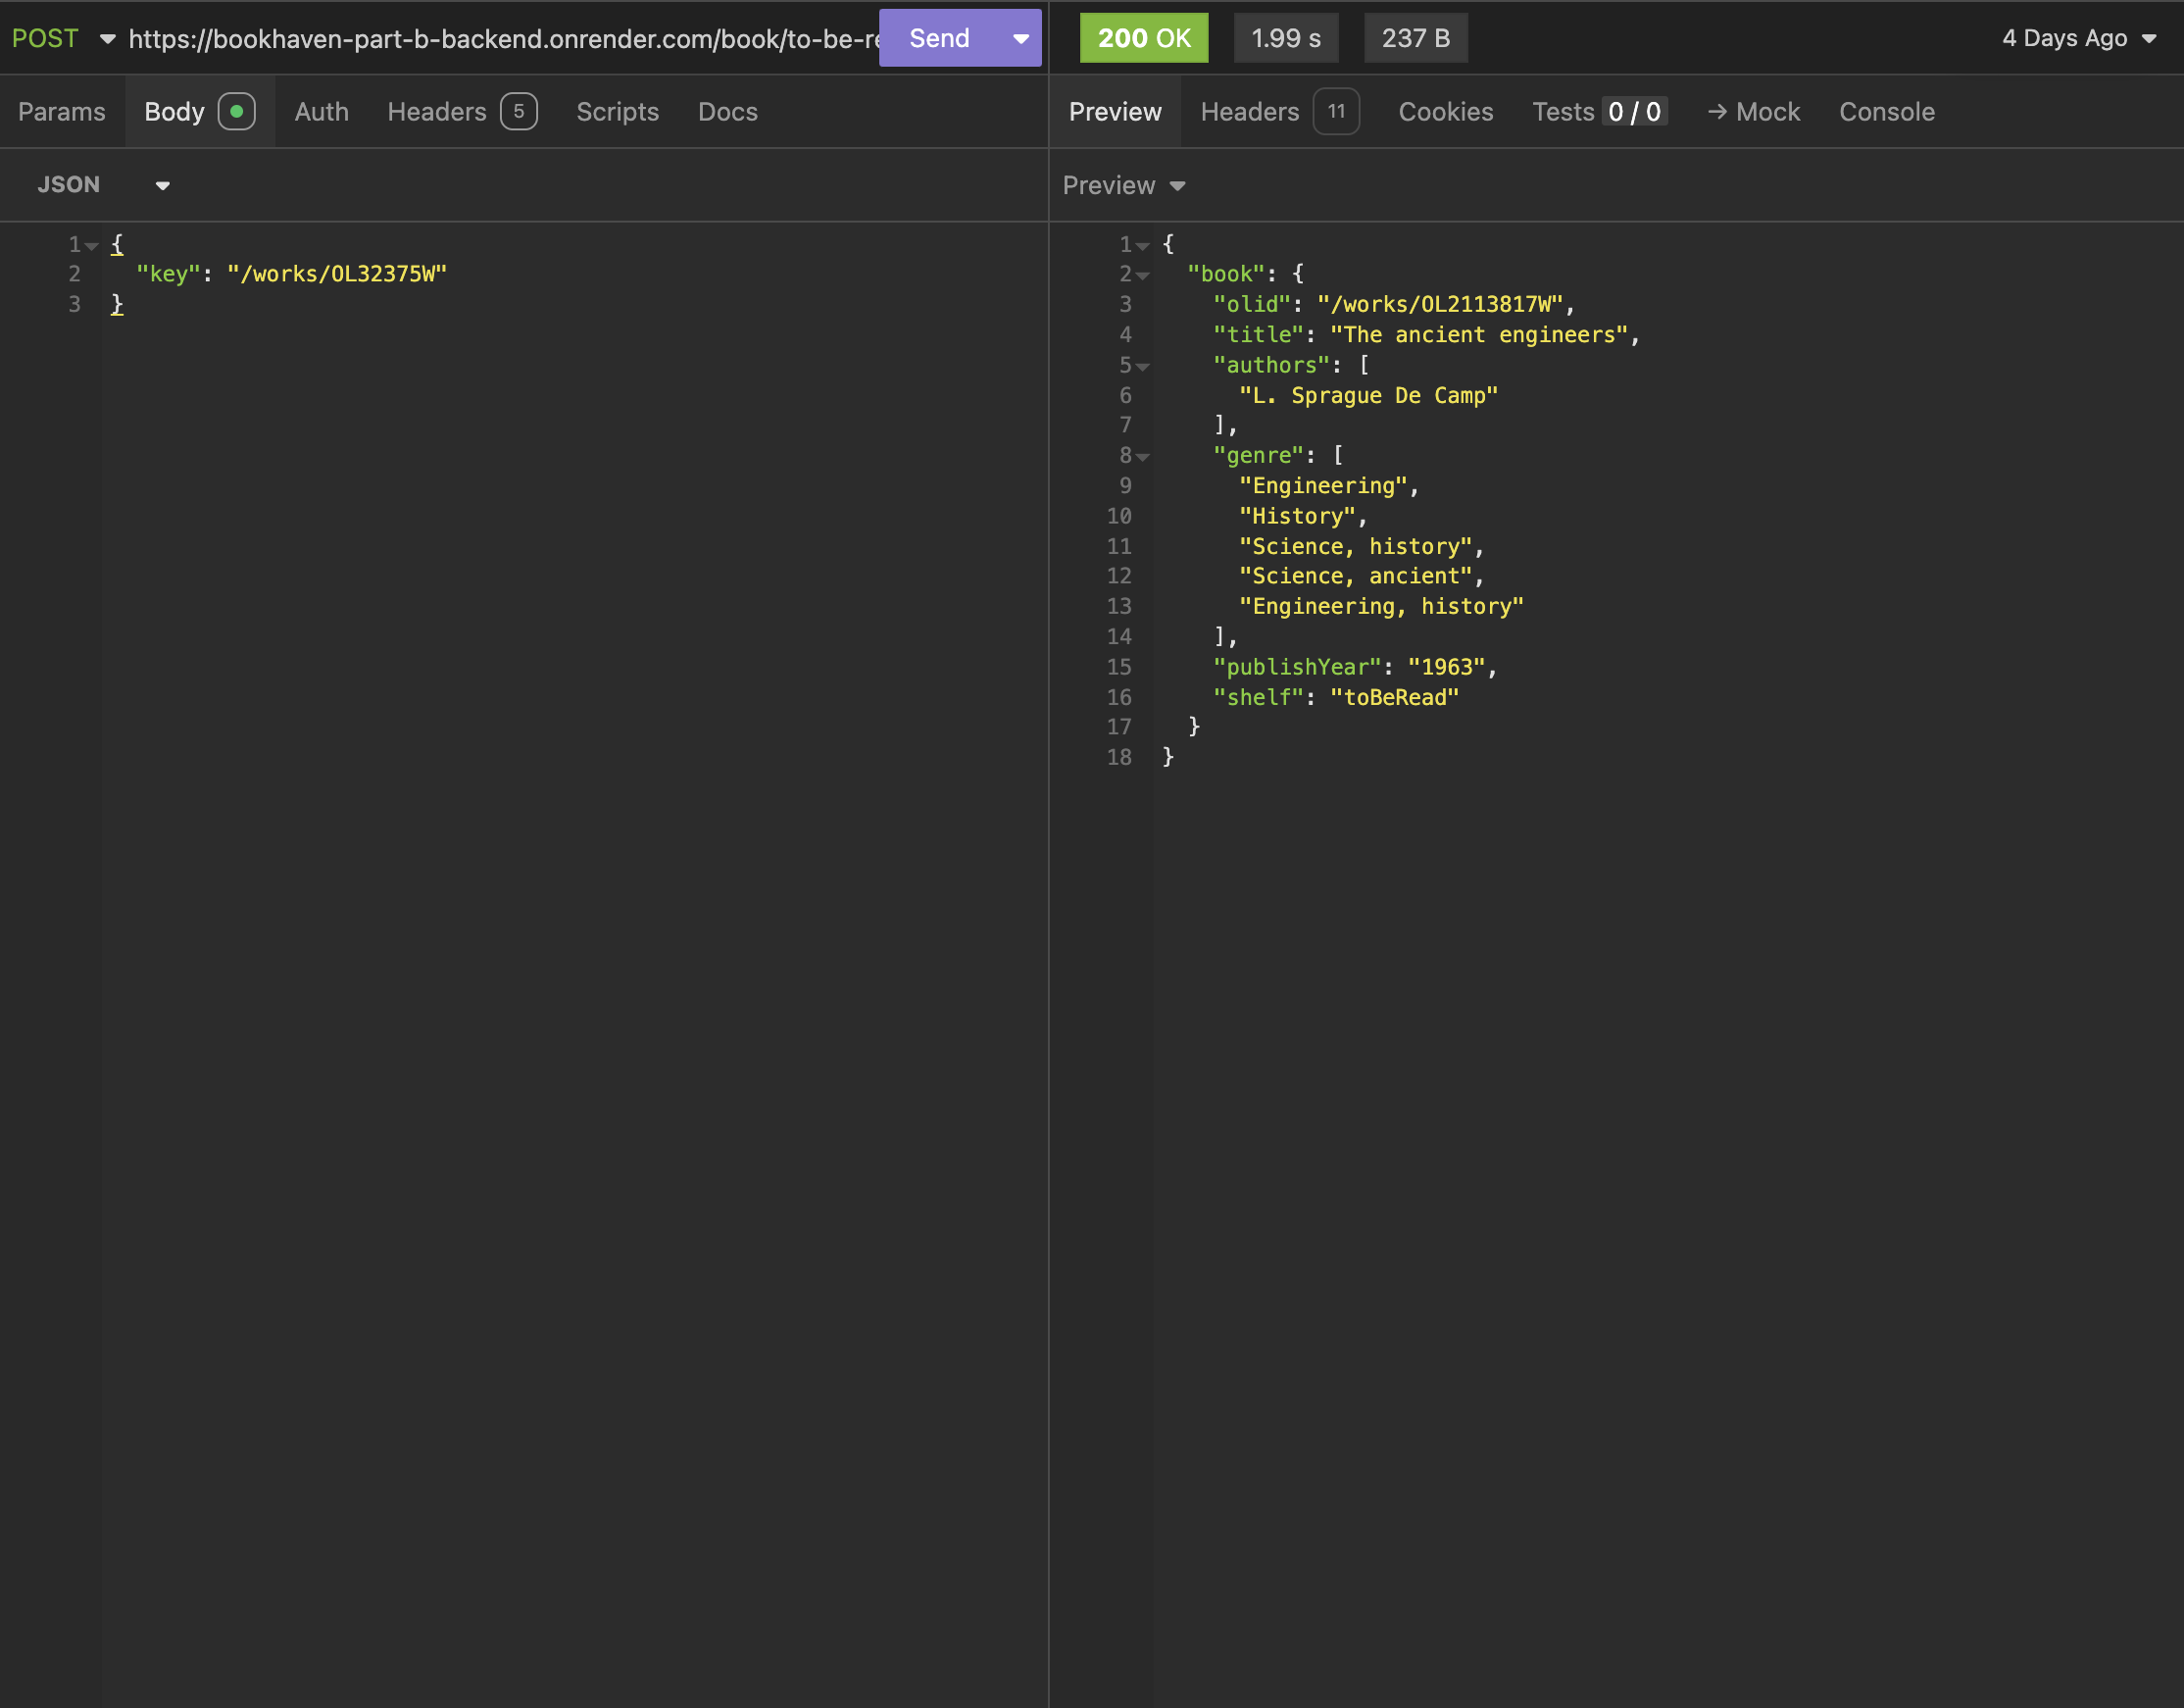 POST https://bookhaven-part-b-backend.onrender.com/book/to-be-re Send 200 OK 1.99 s 237 B 4 Days Ago
Params Body Auth Headers 5 Scripts Docs Preview Headers 11 Cookies Tests 0 / 0 → Mock Console
JSON Preview
1 {
2 "key": "/works/OL32375W"
3 }
1 {
2 "book": {
3 "olid": "/works/OL2113817W",
4 "title": "The ancient engineers",
5 "authors": [
6 "L. Sprague De Camp"
7 ],
8 "genre": [
9 "Engineering",
10 "History",
11 "Science, history",
12 "Science, ancient",
13 "Engineering, history"
14 ],
15 "publishYear": "1963",
16 "shelf": "toBeRead"
17 }
18 }